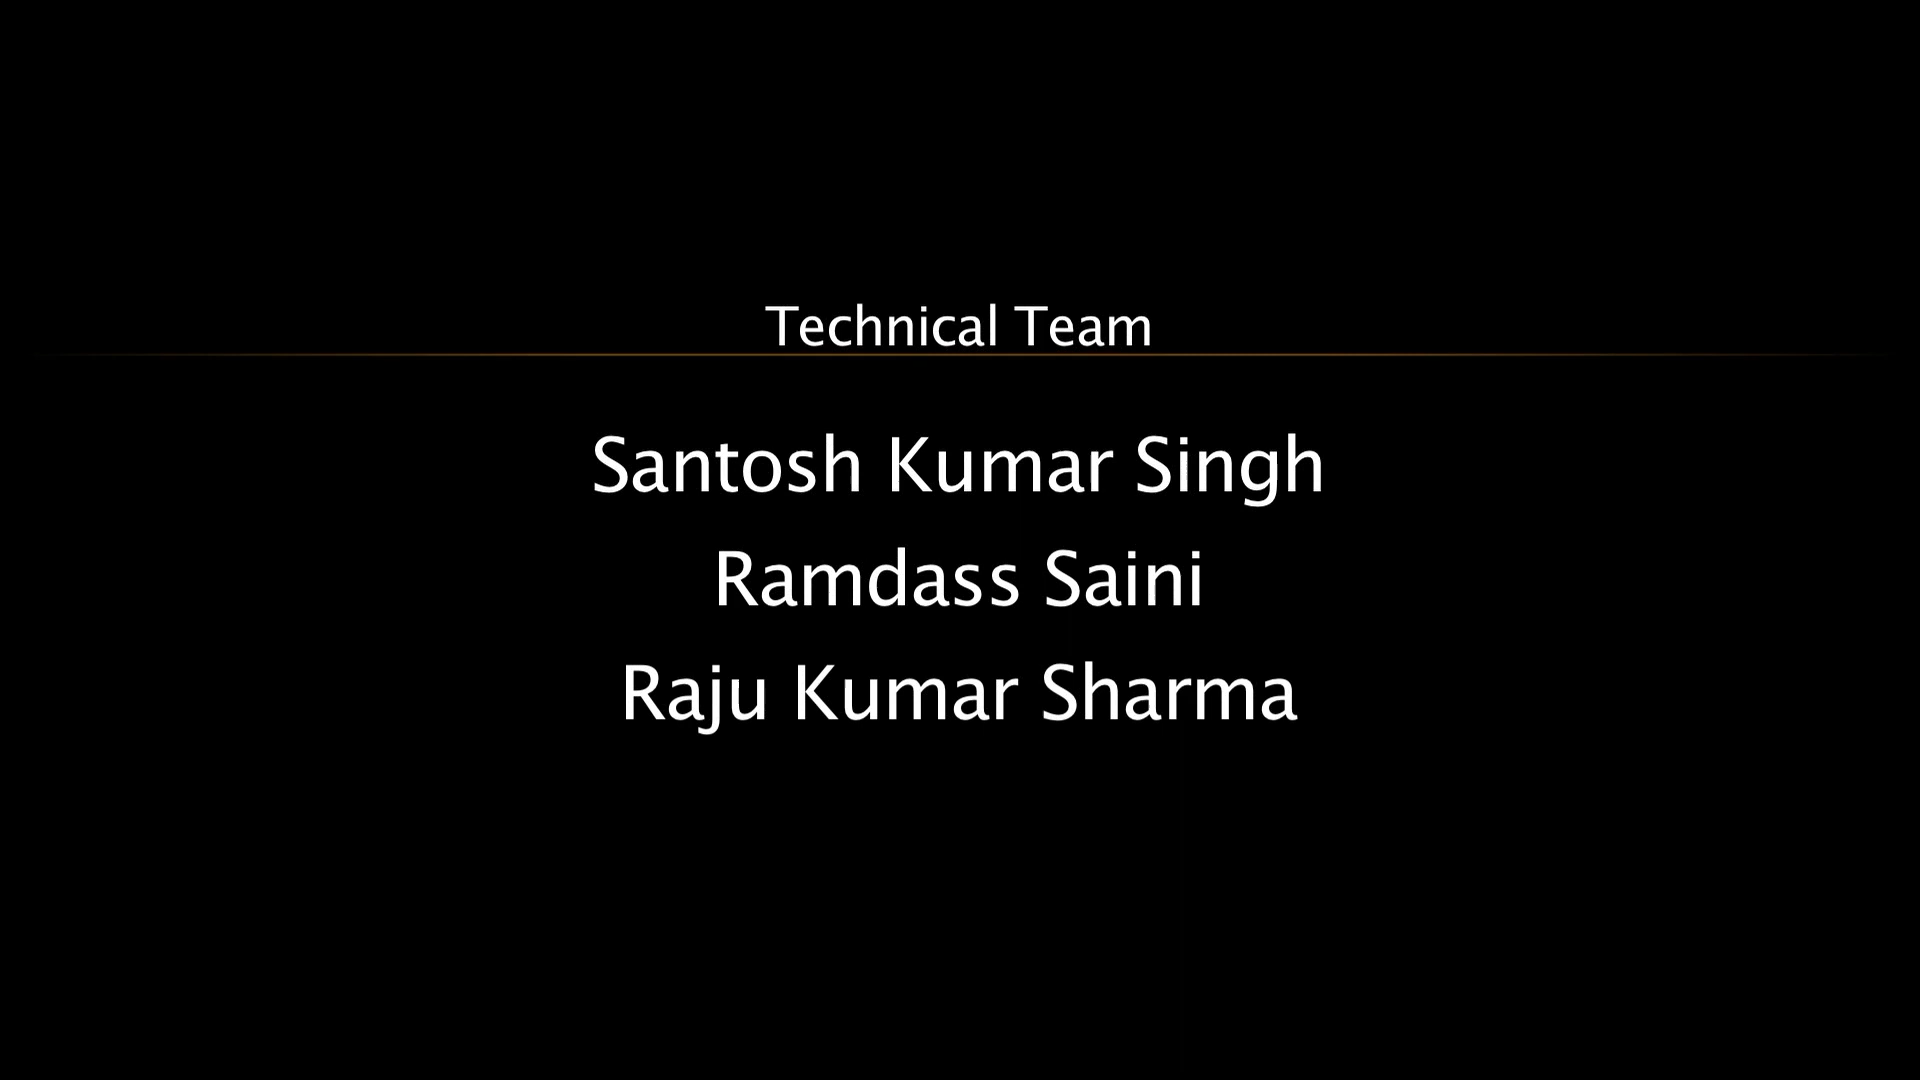 Technical Team
Santosh Kumar Singh
Ramdass Saini
Raju Kumar Sharma